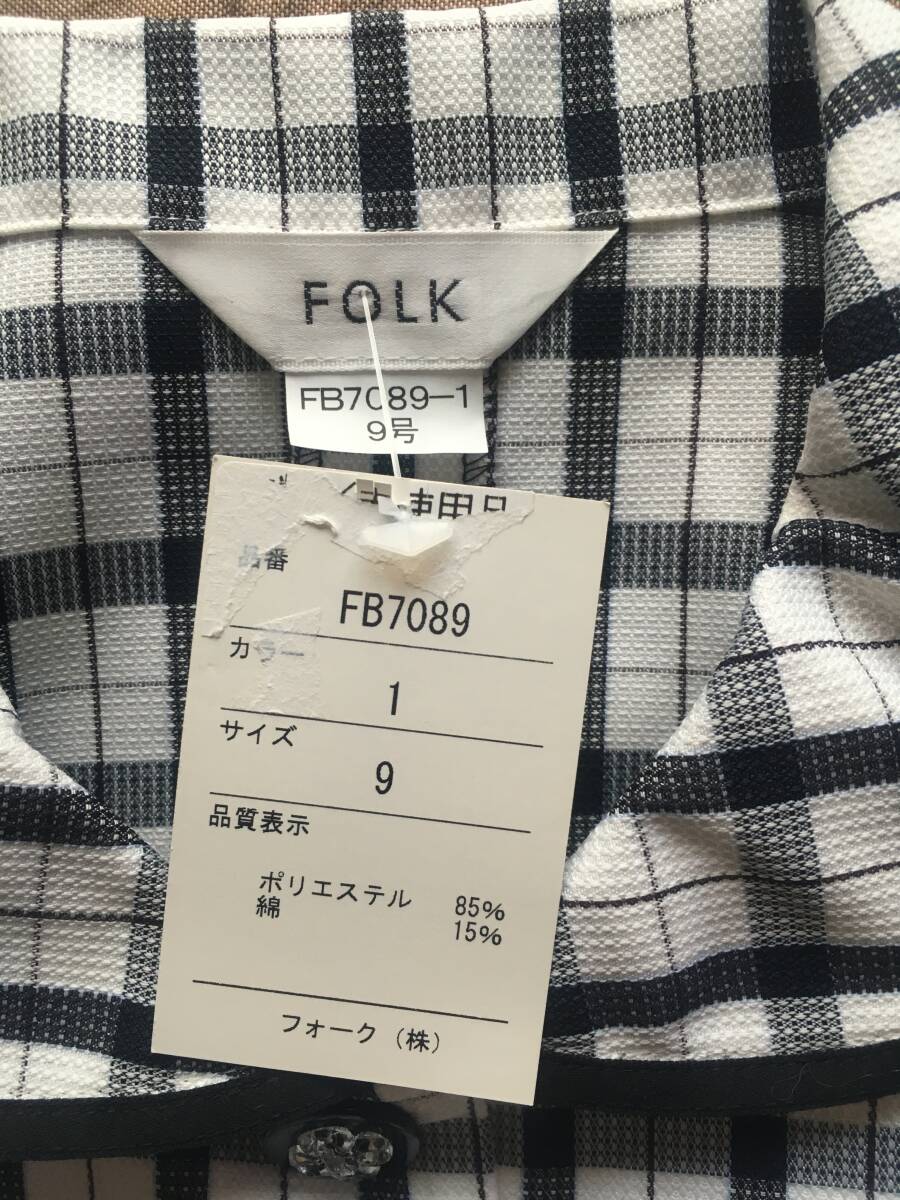 FOLK
FB7089-1
9号
品番
FB7089
カラー
1
サイズ
9
品質表示
ポリエステル 85%
綿 15%
フォーク(株)